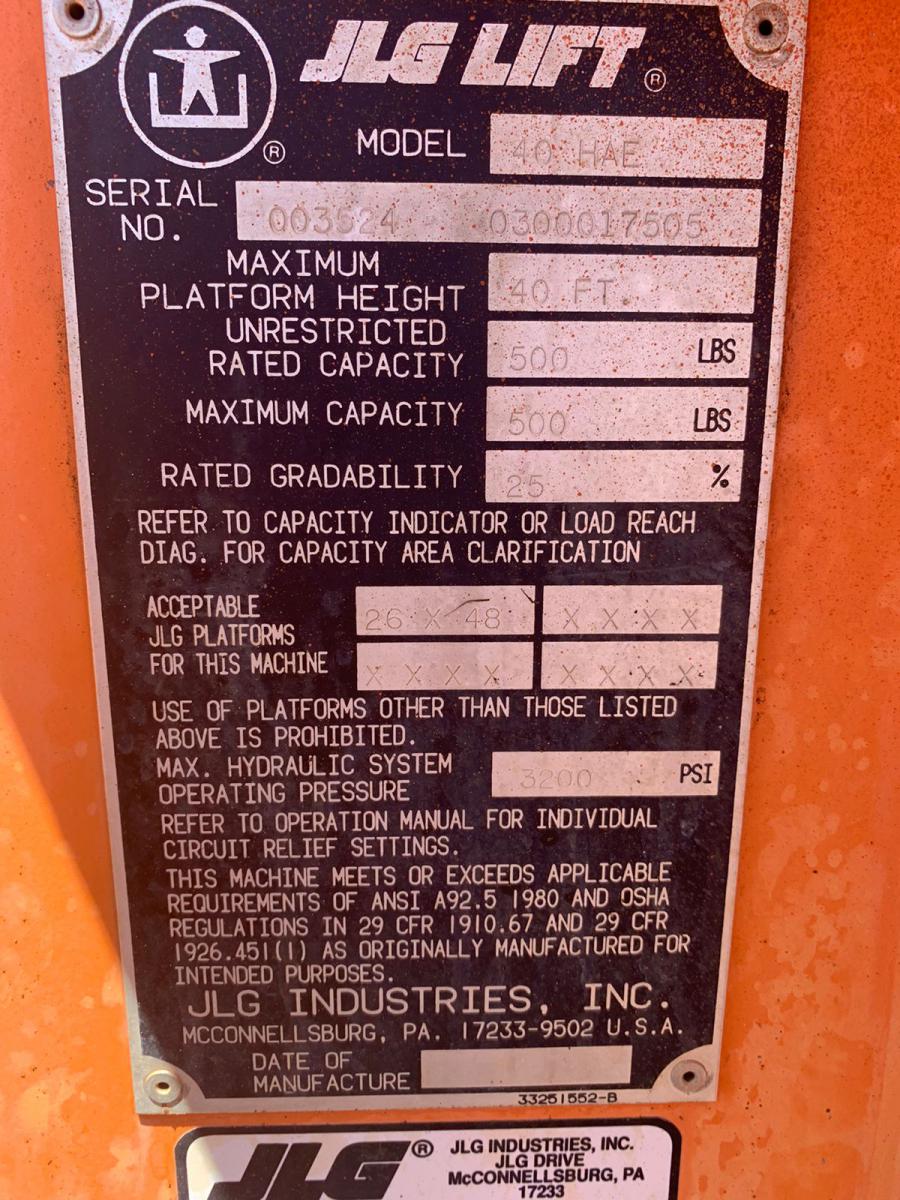 JLG LIFT ®
®
MODEL 40 HAE
SERIAL NO. 003524 0300017505
MAXIMUM
PLATFORM HEIGHT 40 FT.
UNRESTRICTED
RATED CAPACITY 500 LBS
MAXIMUM CAPACITY 500 LBS
RATED GRADABILITY 25 %
REFER TO CAPACITY INDICATOR OR LOAD REACH
DIAG. FOR CAPACITY AREA CLARIFICATION
ACCEPTABLE 26 X 48 X X X X
JLG PLATFORMS
FOR THIS MACHINE X X X X X X X X
USE OF PLATFORMS OTHER THAN THOSE LISTED
ABOVE IS PROHIBITED.
MAX. HYDRAULIC SYSTEM
OPERATING PRESSURE 3200 PSI
REFER TO OPERATION MANUAL FOR INDIVIDUAL
CIRCUIT RELIEF SETTINGS.
THIS MACHINE MEETS OR EXCEEDS APPLICABLE
REQUIREMENTS OF ANSI A92.5 1980 AND OSHA
REGULATIONS IN 29 CFR 1910.67 AND 29 CFR
1926.451(1) AS ORIGINALLY MANUFACTURED FOR
INTENDED PURPOSES.
JLG INDUSTRIES, INC.
MCCONNELLSBURG, PA. 17233-9502 U.S.A.
DATE OF
MANUFACTURE
33251552-B
JLG ® JLG INDUSTRIES, INC.
JLG DRIVE
McCONNELLSBURG, PA
17233